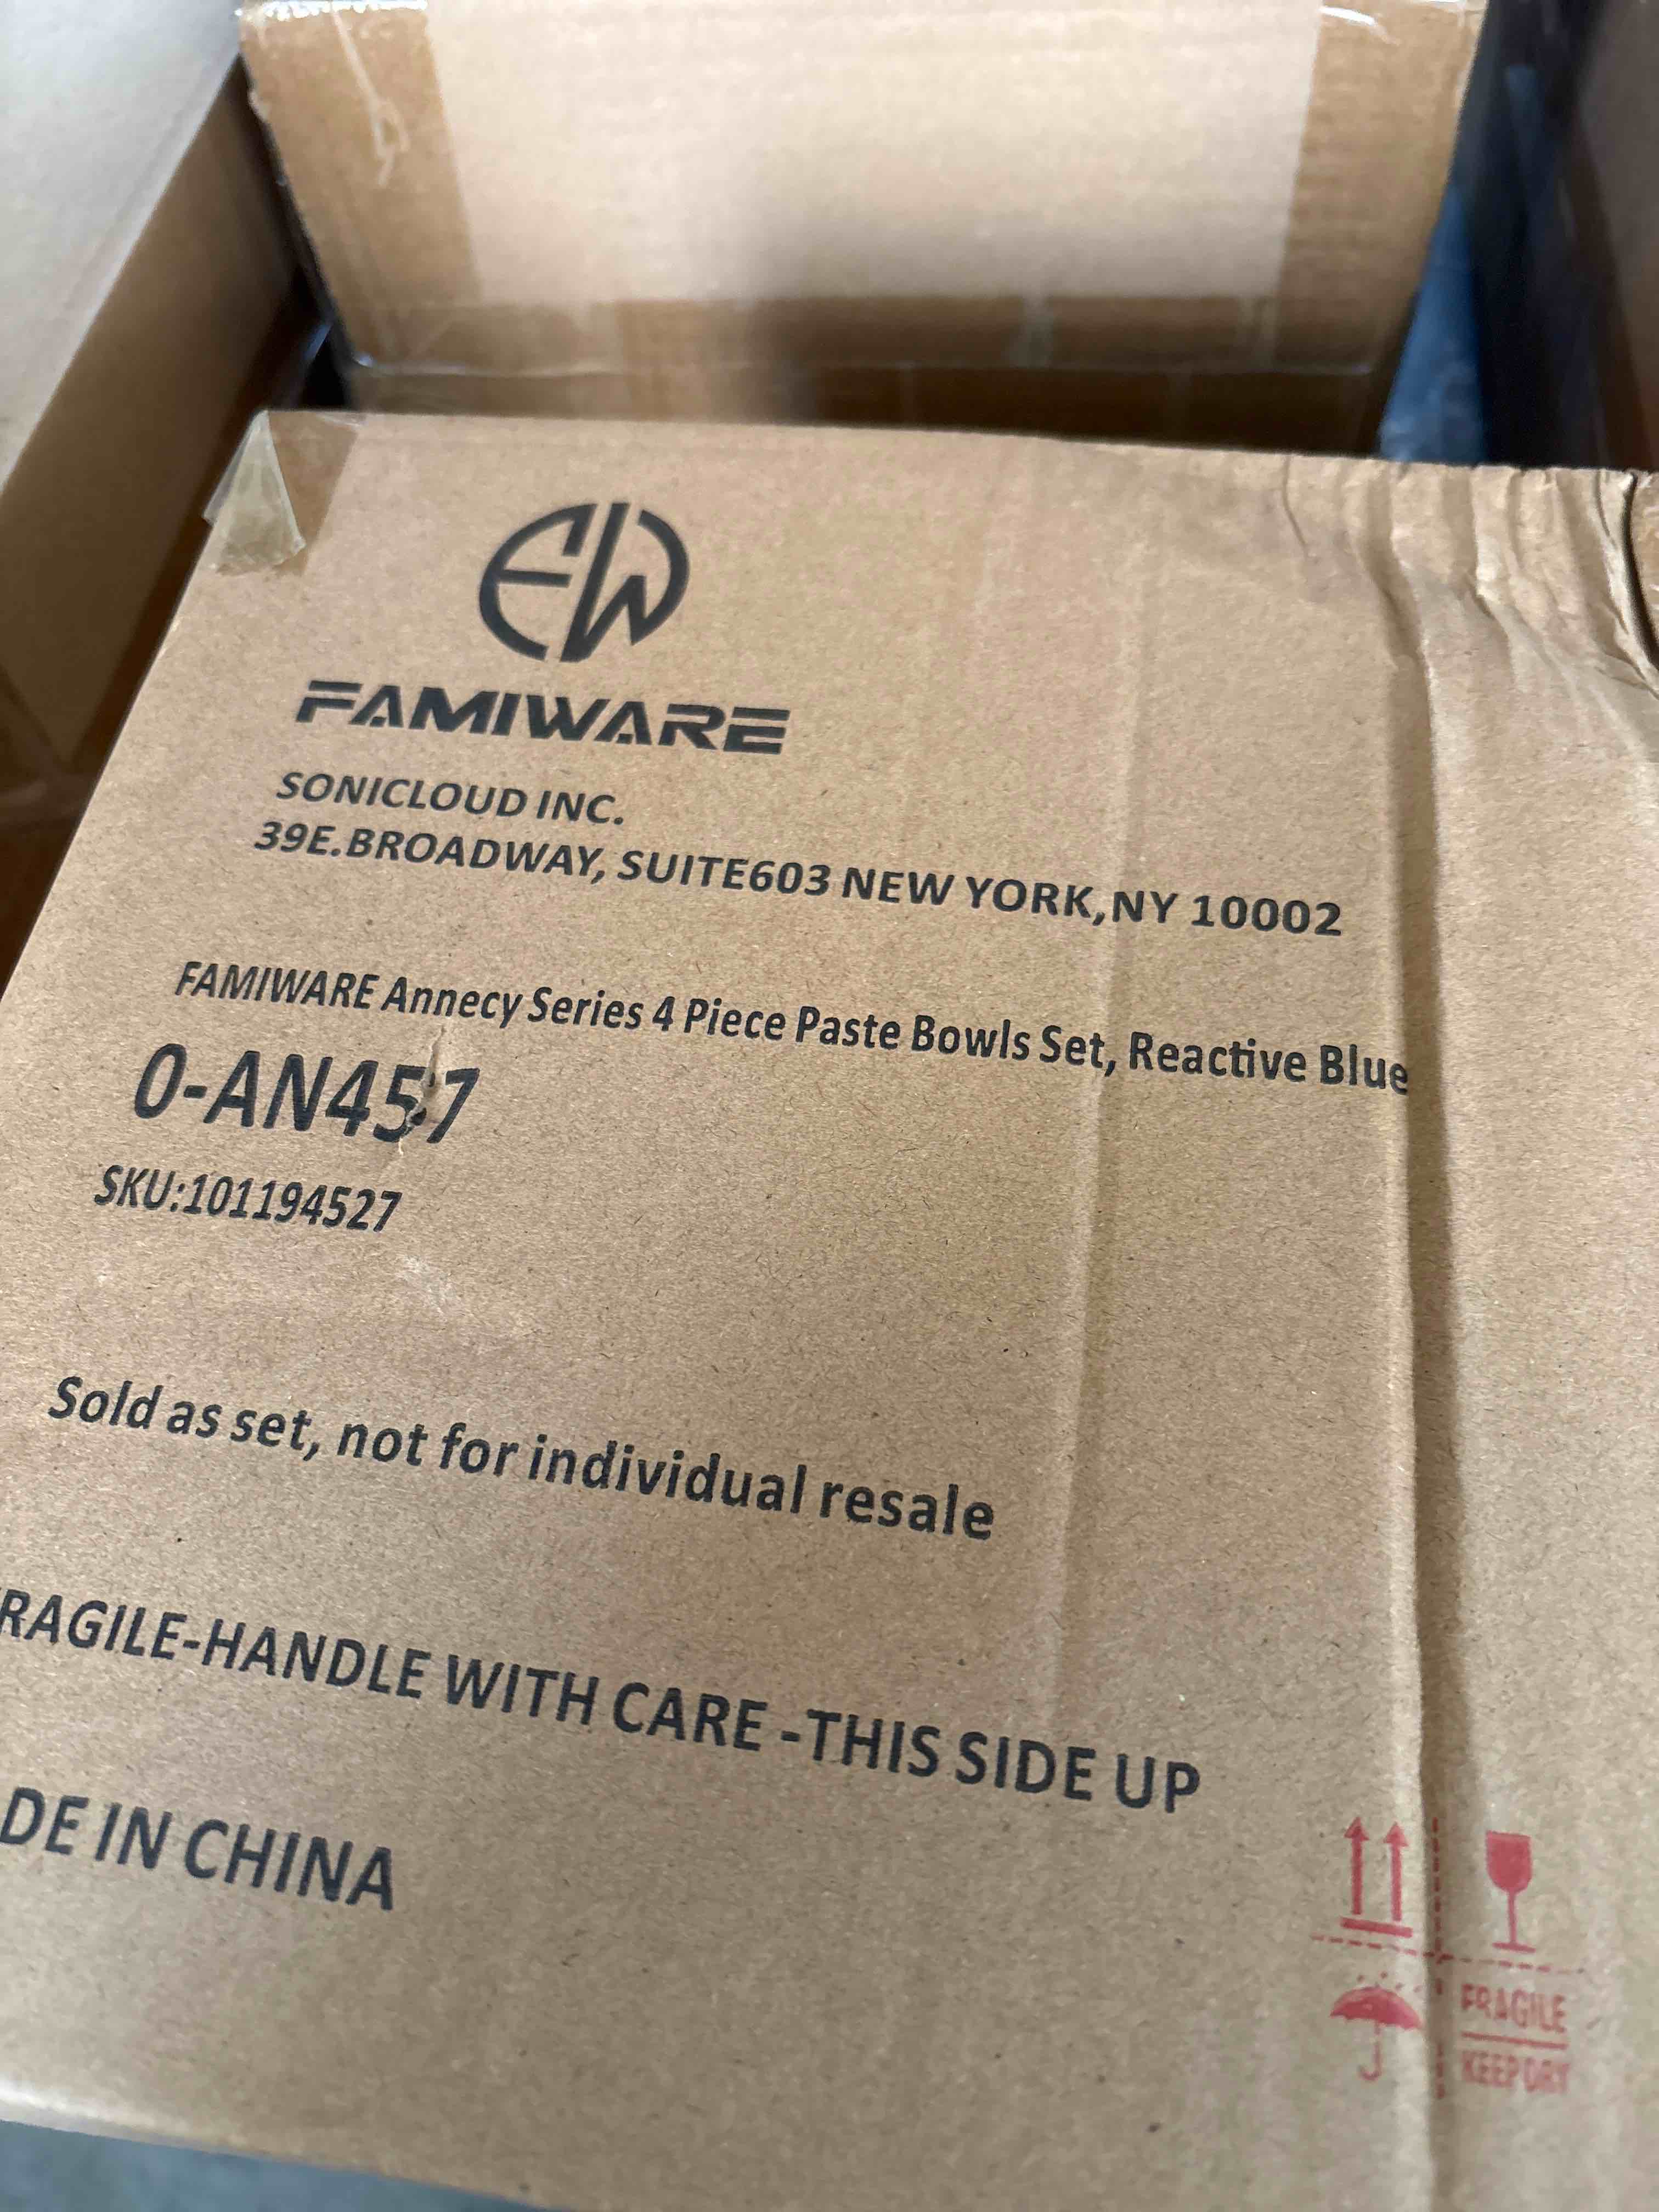 FW
FAMIWARE
SONICLOUD INC.
39E.BROADWAY, SUITE603 NEW YORK,NY 10002
FAMIWARE Annecy Series 4 Piece Paste Bowls Set, Reactive Blue
0-AN457
SKU:101194527
Sold as set, not for individual resale
RAGILE-HANDLE WITH CARE -THIS SIDE UP
DE IN CHINA
FRAGILE
KEEP DRY